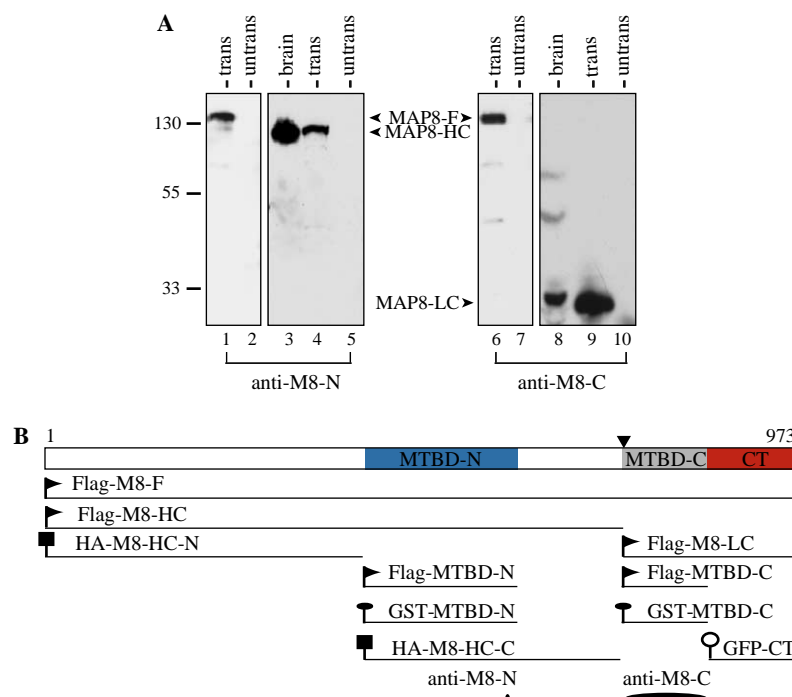 A
trans
untrans
brain
trans
untrans
trans
untrans
brain
trans
untrans
130
55
33
MAP8-F
MAP8-HC
MAP8-LC
1 2 3 4 5 6 7 8 9 10
anti-M8-N anti-M8-C
B
1 973
MTBD-N MTBD-C CT
Flag-M8-F
Flag-M8-HC
HA-M8-HC-N Flag-M8-LC
Flag-MTBD-N Flag-MTBD-C
GST-MTBD-N GST-MTBD-C
HA-M8-HC-C GFP-CT
anti-M8-N anti-M8-C